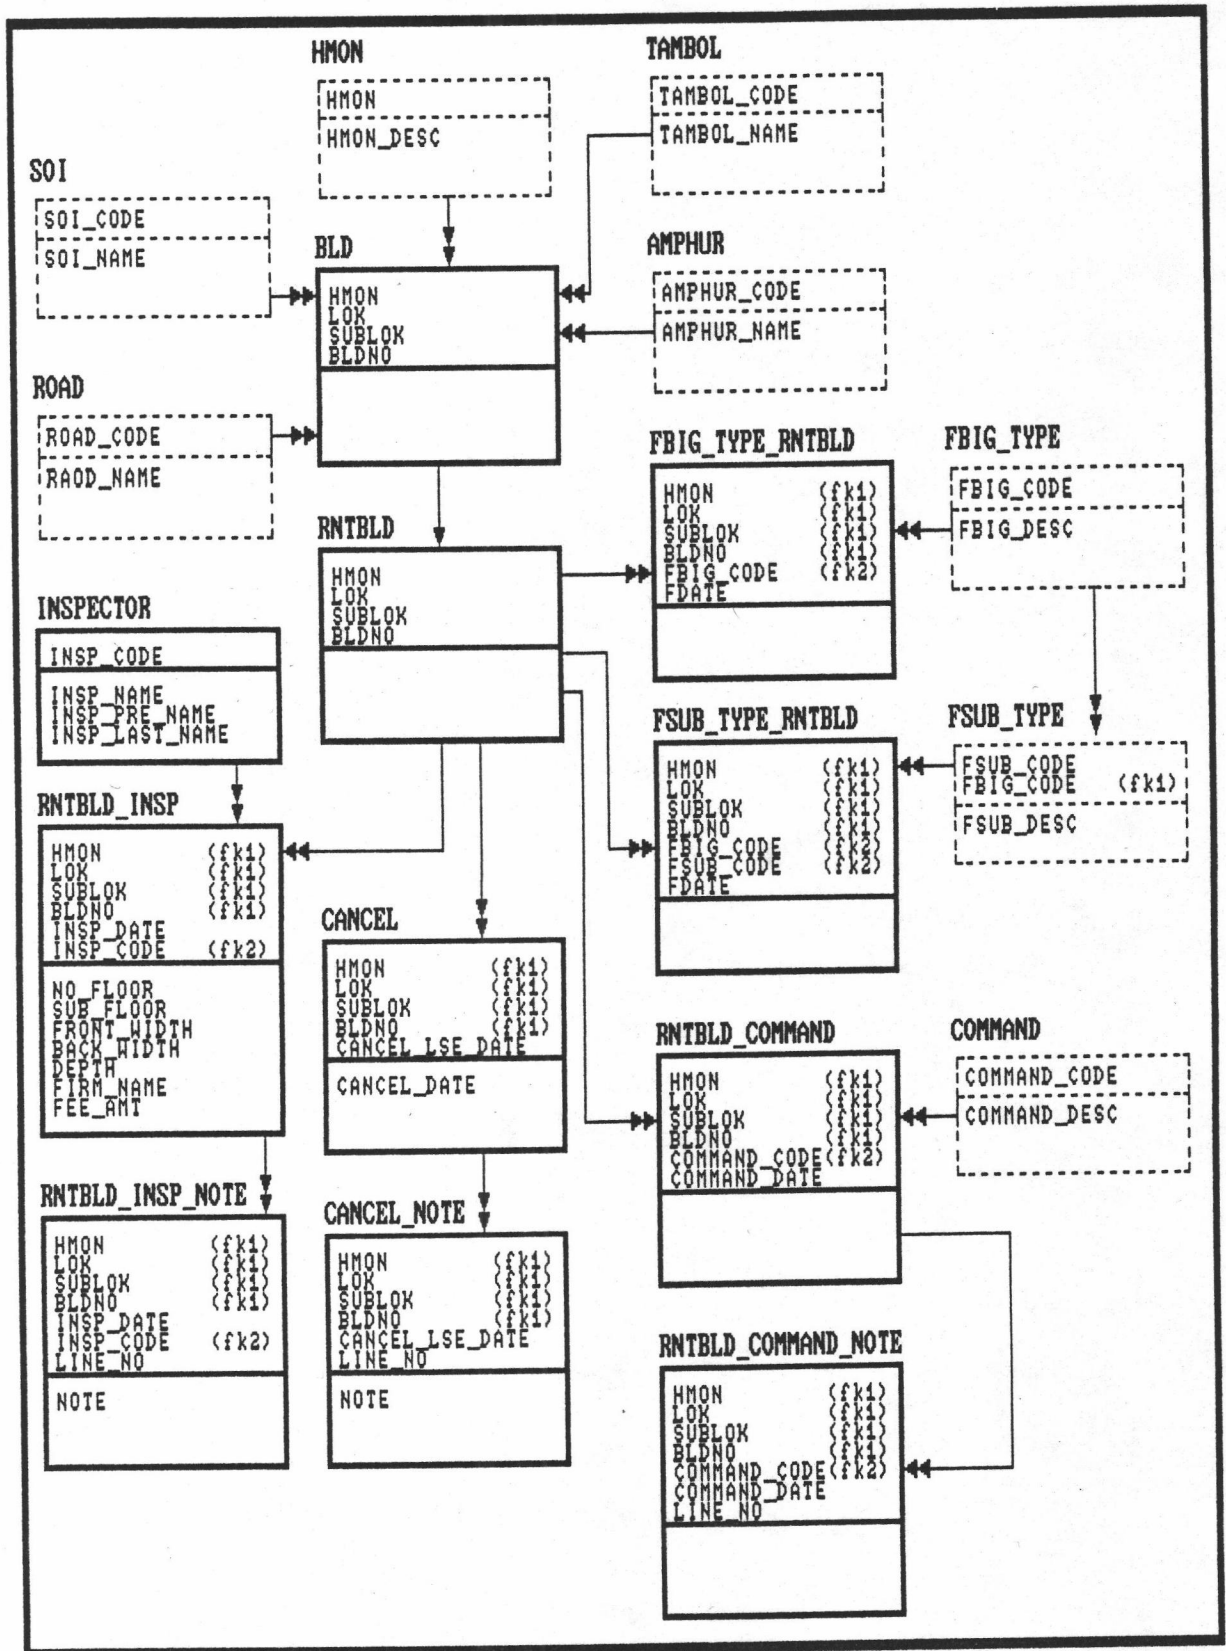 HMON
HMON
HMON_DESC
TAMBOL
TAMBOL_CODE
TAMBOL_NAME
SOI
SOI_CODE
SOI_NAME
BLD
HMON
LOK
SUBLOK
BLDNO
AMPHUR
AMPHUR_CODE
AMPHUR_NAME
ROAD
ROAD_CODE
RAOD_NAME
FBIG_TYPE_RNTBLD
HMON (fk1)
LOK (fk1)
SUBLOK (fk1)
BLDNO (fk1)
FBIG_CODE (fk2)
FDATE
FBIG_TYPE
FBIG_CODE
FBIG_DESC
RNTBLD
HMON
LOK
SUBLOK
BLDNO
INSPECTOR
INSP_CODE
INSP_NAME
INSP_PRE_NAME
INSP_LAST_NAME
FSUB_TYPE_RNTBLD
HMON (fk1)
LOK (fk1)
SUBLOK (fk1)
BLDNO (fk1)
FBIG_CODE (fk2)
FSUB_CODE (fk2)
FDATE
FSUB_TYPE
FSUB_CODE
FBIG_CODE (fk1)
FSUB_DESC
RNTBLD_INSP
HMON (fk1)
LOK (fk1)
SUBLOK (fk1)
BLDNO (fk1)
INSP_DATE
INSP_CODE (fk2)
NO_FLOOR
SUB_FLOOR
FRONT_WIDTH
BACK_WIDTH
DEPTH
FIRM_NAME
FEE_AMT
CANCEL
HMON (fk1)
LOK (fk1)
SUBLOK (fk1)
BLDNO (fk1)
CANCEL_LSE_DATE
CANCEL_DATE
RNTBLD_COMMAND
HMON (fk1)
LOK (fk1)
SUBLOK (fk1)
BLDNO (fk1)
COMMAND_CODE(fk2)
COMMAND_DATE
COMMAND
COMMAND_CODE
COMMAND_DESC
RNTBLD_INSP_NOTE
HMON (fk1)
LOK (fk1)
SUBLOK (fk1)
BLDNO (fk1)
INSP_DATE
INSP_CODE (fk2)
LINE_NO
NOTE
CANCEL_NOTE
HMON (fk1)
LOK (fk1)
SUBLOK (fk1)
BLDNO (fk1)
CANCEL_LSE_DATE
LINE_NO
NOTE
RNTBLD_COMMAND_NOTE
HMON (fk1)
LOK (fk1)
SUBLOK (fk1)
BLDNO (fk1)
COMMAND_CODE(fk2)
COMMAND_DATE
LINE_NO